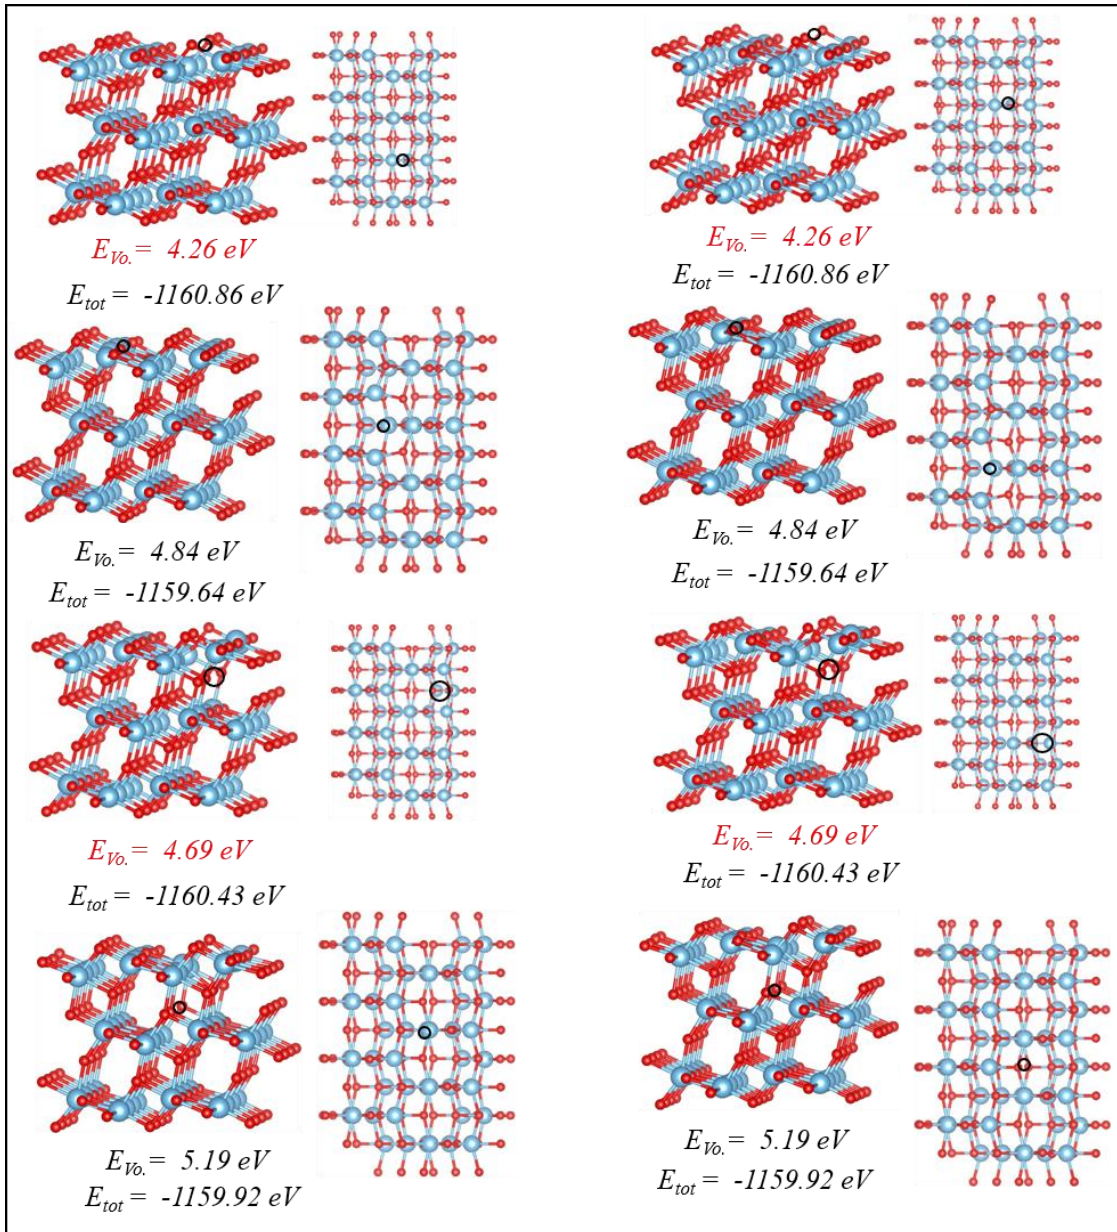 E_Vo. = 4.26 eV
E_tot = -1160.86 eV
E_Vo. = 4.26 eV
E_tot = -1160.86 eV
E_Vo. = 4.84 eV
E_tot = -1159.64 eV
E_Vo. = 4.84 eV
E_tot = -1159.64 eV
E_Vo. = 4.69 eV
E_tot = -1160.43 eV
E_Vo. = 4.69 eV
E_tot = -1160.43 eV
E_Vo. = 5.19 eV
E_tot = -1159.92 eV
E_Vo. = 5.19 eV
E_tot = -1159.92 eV